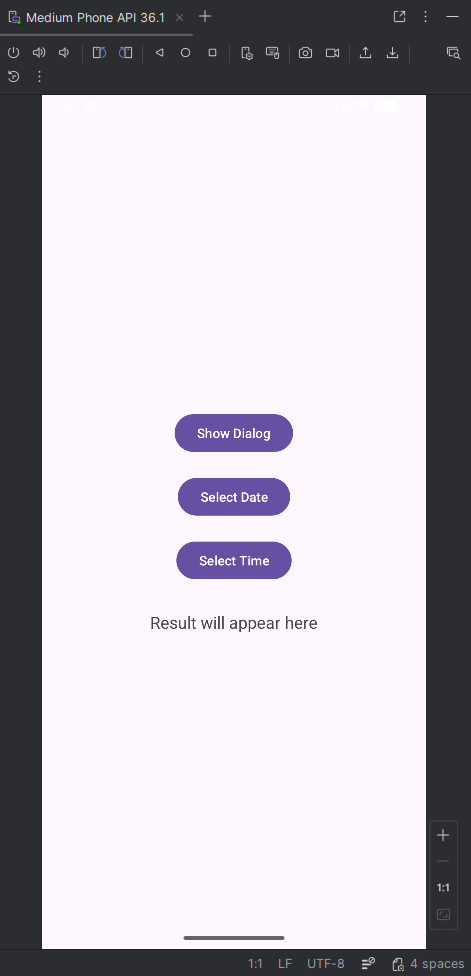 Medium Phone API 36.1
Show Dialog
Select Date
Select Time
Result will appear here
1:1
1:1 LF UTF-8 4 spaces